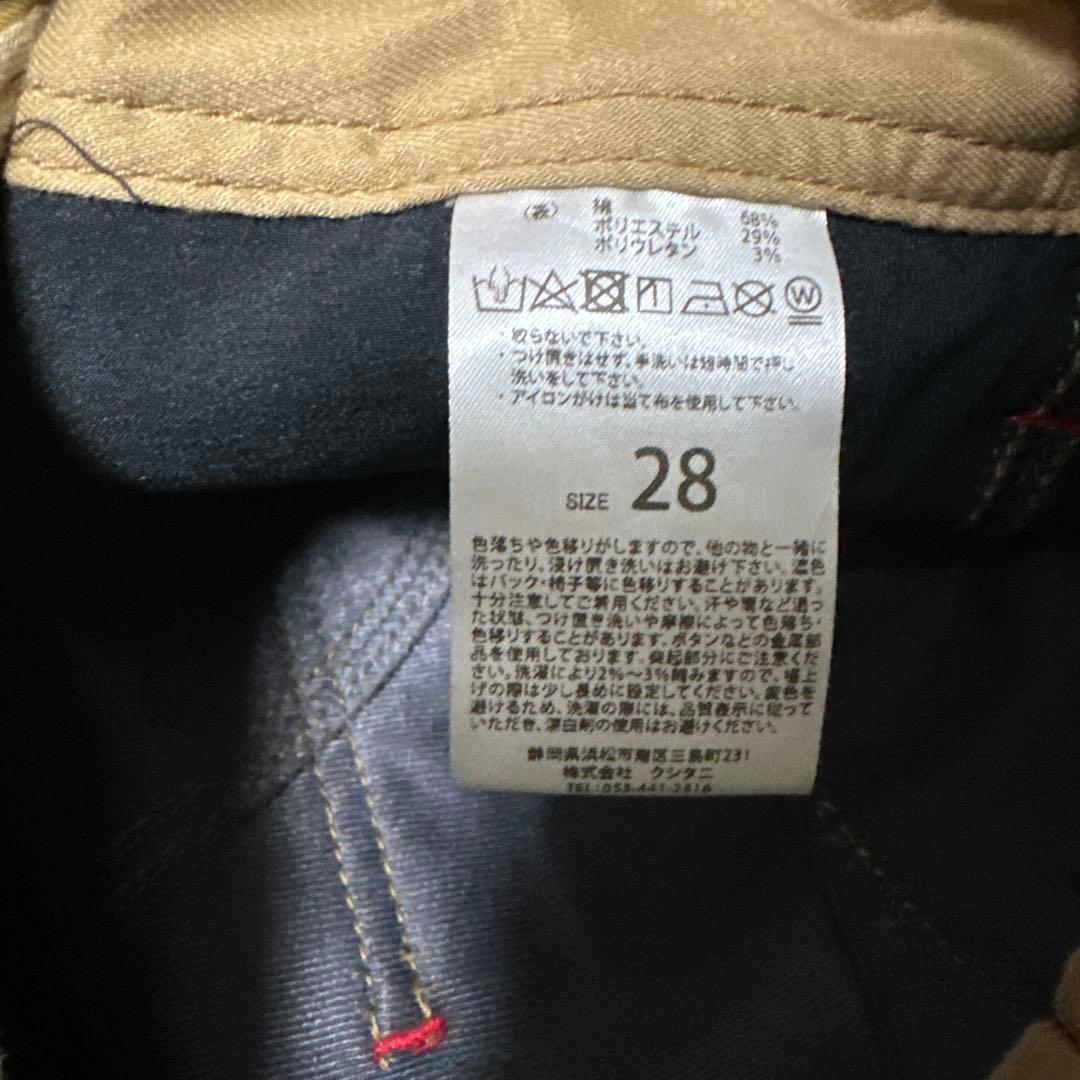 (表) 綿 68%
ポリエステル 29%
ポリウレタン 3%
W
・絞らないで下さい。
・つけ置きはせず、手洗いは短時間で押し
洗いをして下さい。
・アイロンがけは当て布を使用して下さい。
SIZE 28
色落ちや色移りがしますので、他の物と一緒に
洗ったり、浸け置き洗いはお避け下さい。濃色
はバック・椅子等に色移りすることがあります。
十分注意してご着用ください。汗や雨など湿っ
た状態、つけ置き洗いや摩擦によって色落ち・
色移りすることがあります。ボタンなどの金属部
品を使用しております。突起部分にご注意くだ
さい。洗濯により2%〜3%縮みますので、裾上
げの際は少し長めに設定してください。変色を
避けるため、洗濯の際には、品質表示に従って
いただき、漂白剤の使用はお避けください。
静岡県浜松市南区三島町231
株式会社 クシタニ
TEL:053-441-2816